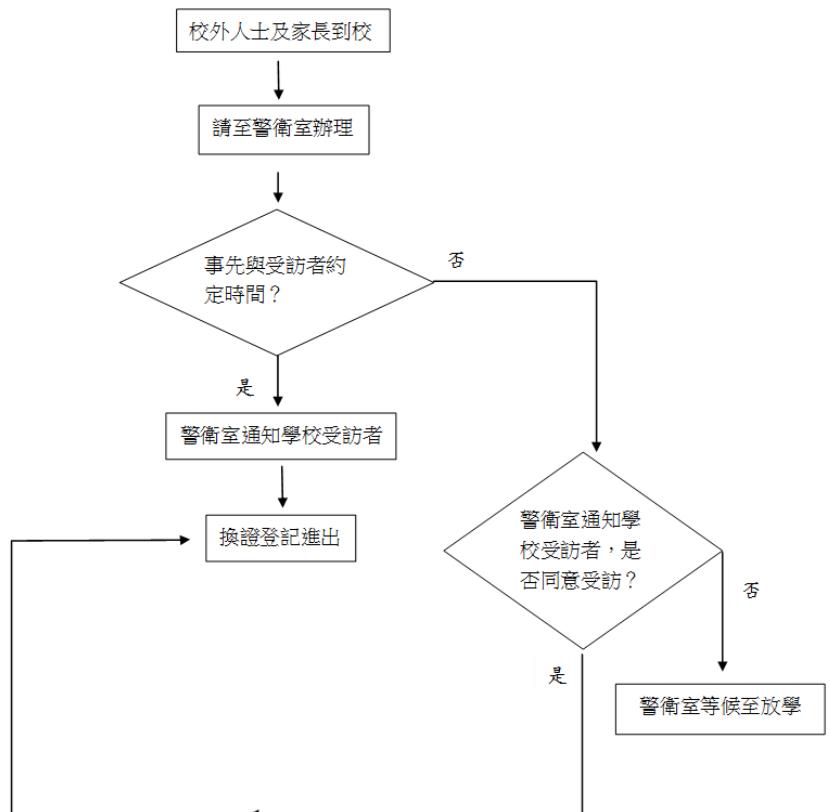 校外人士及家長到校
請至警衛室辦理
事先與受訪者約
定時間？
否
是
警衛室通知學校受訪者
換證登記進出
警衛室通知學
校受訪者，是
否同意受訪？
否
是
警衛室等候至放學